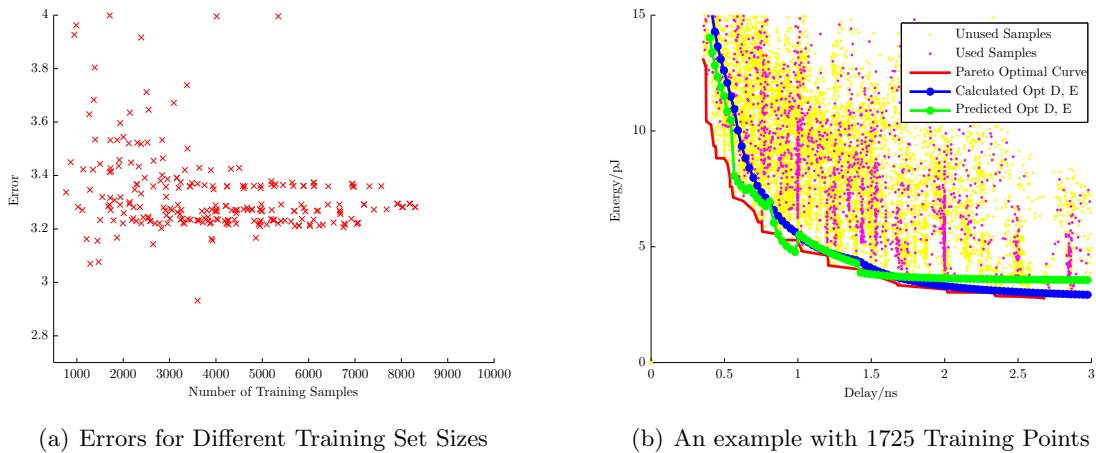 4
3.8
3.6
3.4
3.2
3
2.8
Error
1000 2000 3000 4000 5000 6000 7000 8000 9000 10000
Number of Training Samples
(a) Errors for Different Training Set Sizes
15
10
5
0
Energy/pJ
Unused Samples
Used Samples
Pareto Optimal Curve
Calculated Opt D, E
Predicted Opt D, E
0 0.5 1 1.5 2 2.5 3
Delay/ns
(b) An example with 1725 Training Points